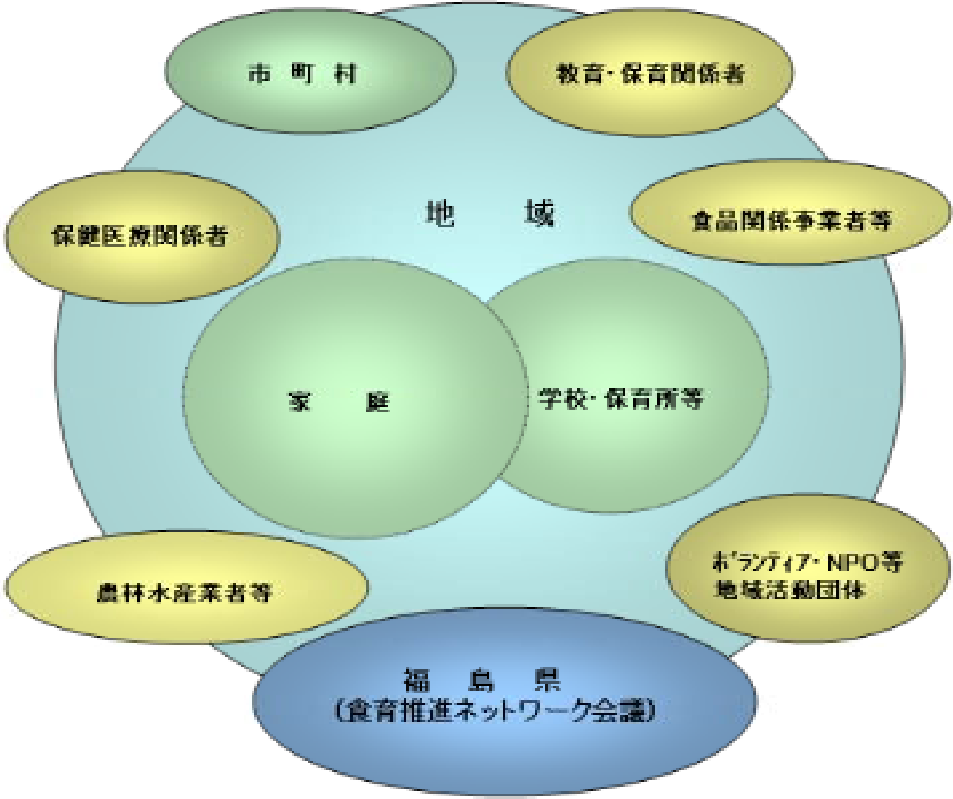 市 町 村
教育・保育関係者
保健医療関係者
地 域
食品関係事業者等
家 庭
学校・保育所等
農林水産業者等
ﾎﾞﾗﾝﾃｨｱ・NPO等
地域活動団体
福 島 県
(食育推進ネットワーク会議)